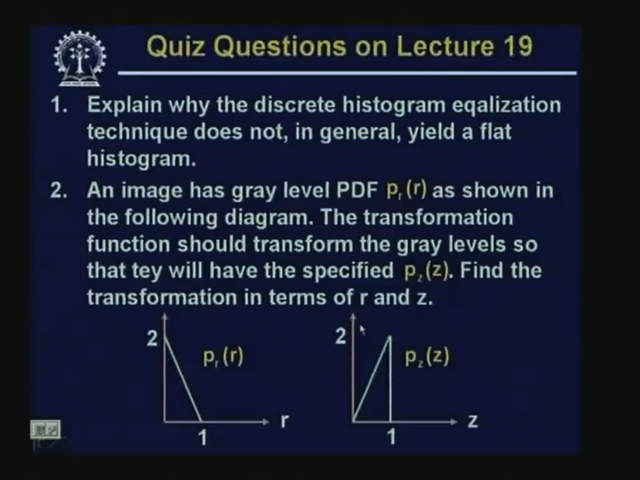 Quiz Questions on Lecture 19
1. Explain why the discrete histogram eqalization
technique does not, in general, yield a flat
histogram.
2. An image has gray level PDF pr(r) as shown in
the following diagram. The transformation
function should transform the gray levels so
that tey will have the specified pz(z). Find the
transformation in terms of r and z.
2 pr(r) 2 pz(z)
r z
1 1